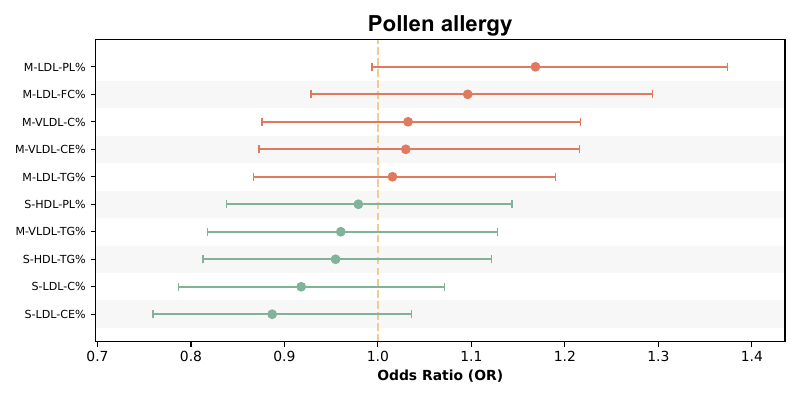 Pollen allergy
M-LDL-PL%
M-LDL-FC%
M-VLDL-C%
M-VLDL-CE%
M-LDL-TG%
S-HDL-PL%
M-VLDL-TG%
S-HDL-TG%
S-LDL-C%
S-LDL-CE%
0.7 0.8 0.9 1.0 1.1 1.2 1.3 1.4
Odds Ratio (OR)